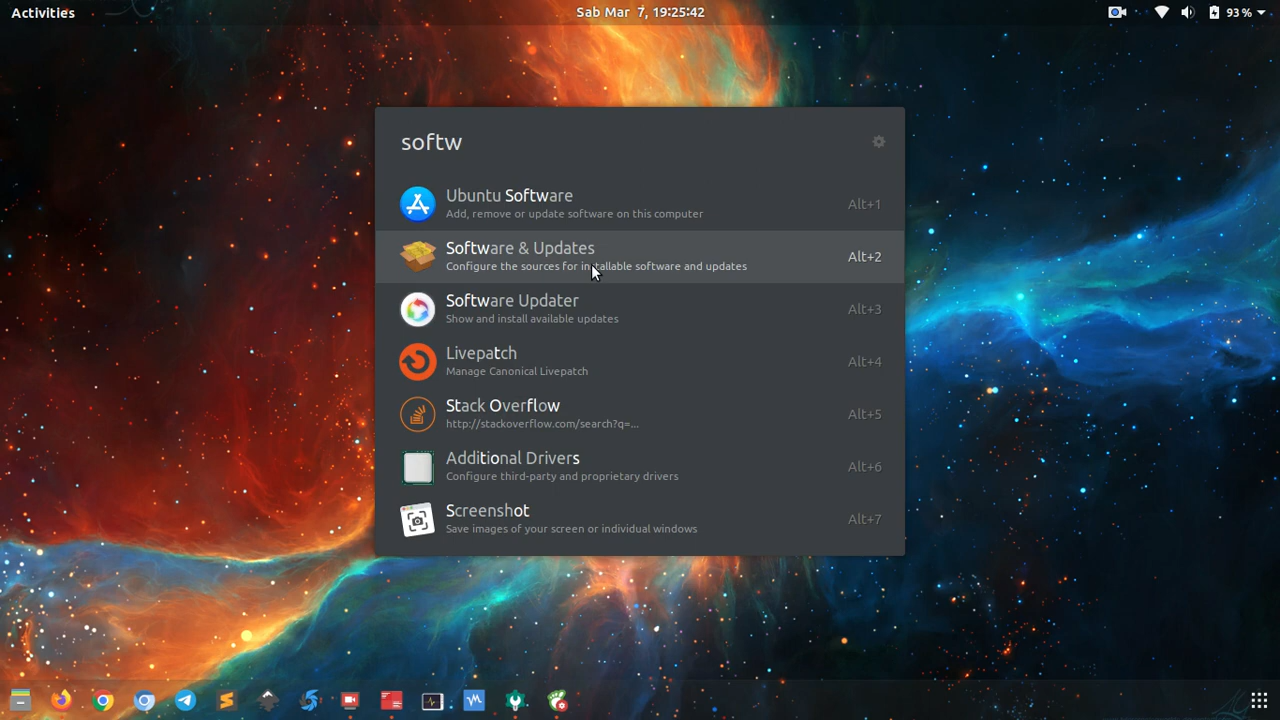 Activities
Sab Mar 7, 19:25:42
93 %
softw
Ubuntu Software
Add, remove or update software on this computer
Alt+1
Software & Updates
Configure the sources for installable software and updates
Alt+2
Software Updater
Show and install available updates
Alt+3
Livepatch
Manage Canonical Livepatch
Alt+4
Stack Overflow
http://stackoverflow.com/search?q=...
Alt+5
Additional Drivers
Configure third-party and proprietary drivers
Alt+6
Screenshot
Save images of your screen or individual windows
Alt+7